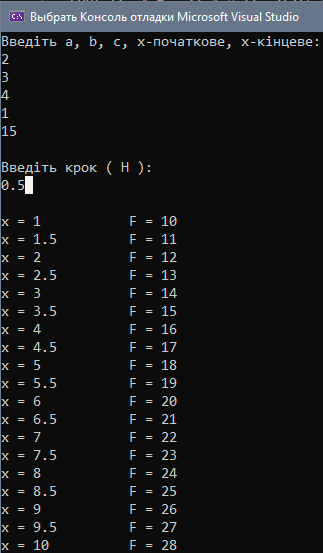 Выбрать Консоль отладки Microsoft Visual Studio
Введіть a, b, c, x-початкове, x-кінцеве:
2
3
4
1
15
Введіть крок ( H ):
0.5
x = 1 F = 10
x = 1.5 F = 11
x = 2 F = 12
x = 2.5 F = 13
x = 3 F = 14
x = 3.5 F = 15
x = 4 F = 16
x = 4.5 F = 17
x = 5 F = 18
x = 5.5 F = 19
x = 6 F = 20
x = 6.5 F = 21
x = 7 F = 22
x = 7.5 F = 23
x = 8 F = 24
x = 8.5 F = 25
x = 9 F = 26
x = 9.5 F = 27
x = 10 F = 28